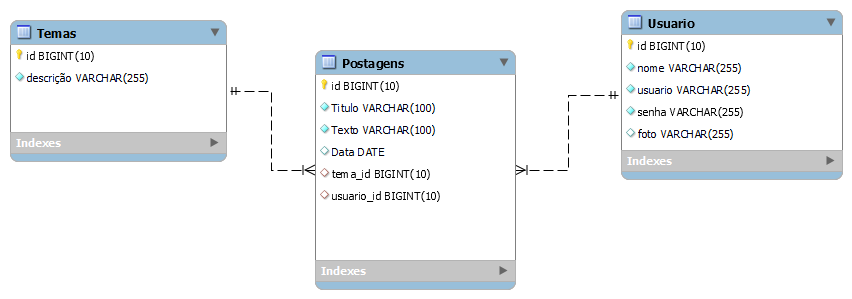 Temas
id BIGINT(10)
descrição VARCHAR(255)
Indexes
Postagens
id BIGINT(10)
Titulo VARCHAR(100)
Texto VARCHAR(100)
Data DATE
tema_id BIGINT(10)
usuario_id BIGINT(10)
Indexes
Usuario
id BIGINT(10)
nome VARCHAR(255)
usuario VARCHAR(255)
senha VARCHAR(255)
foto VARCHAR(255)
Indexes